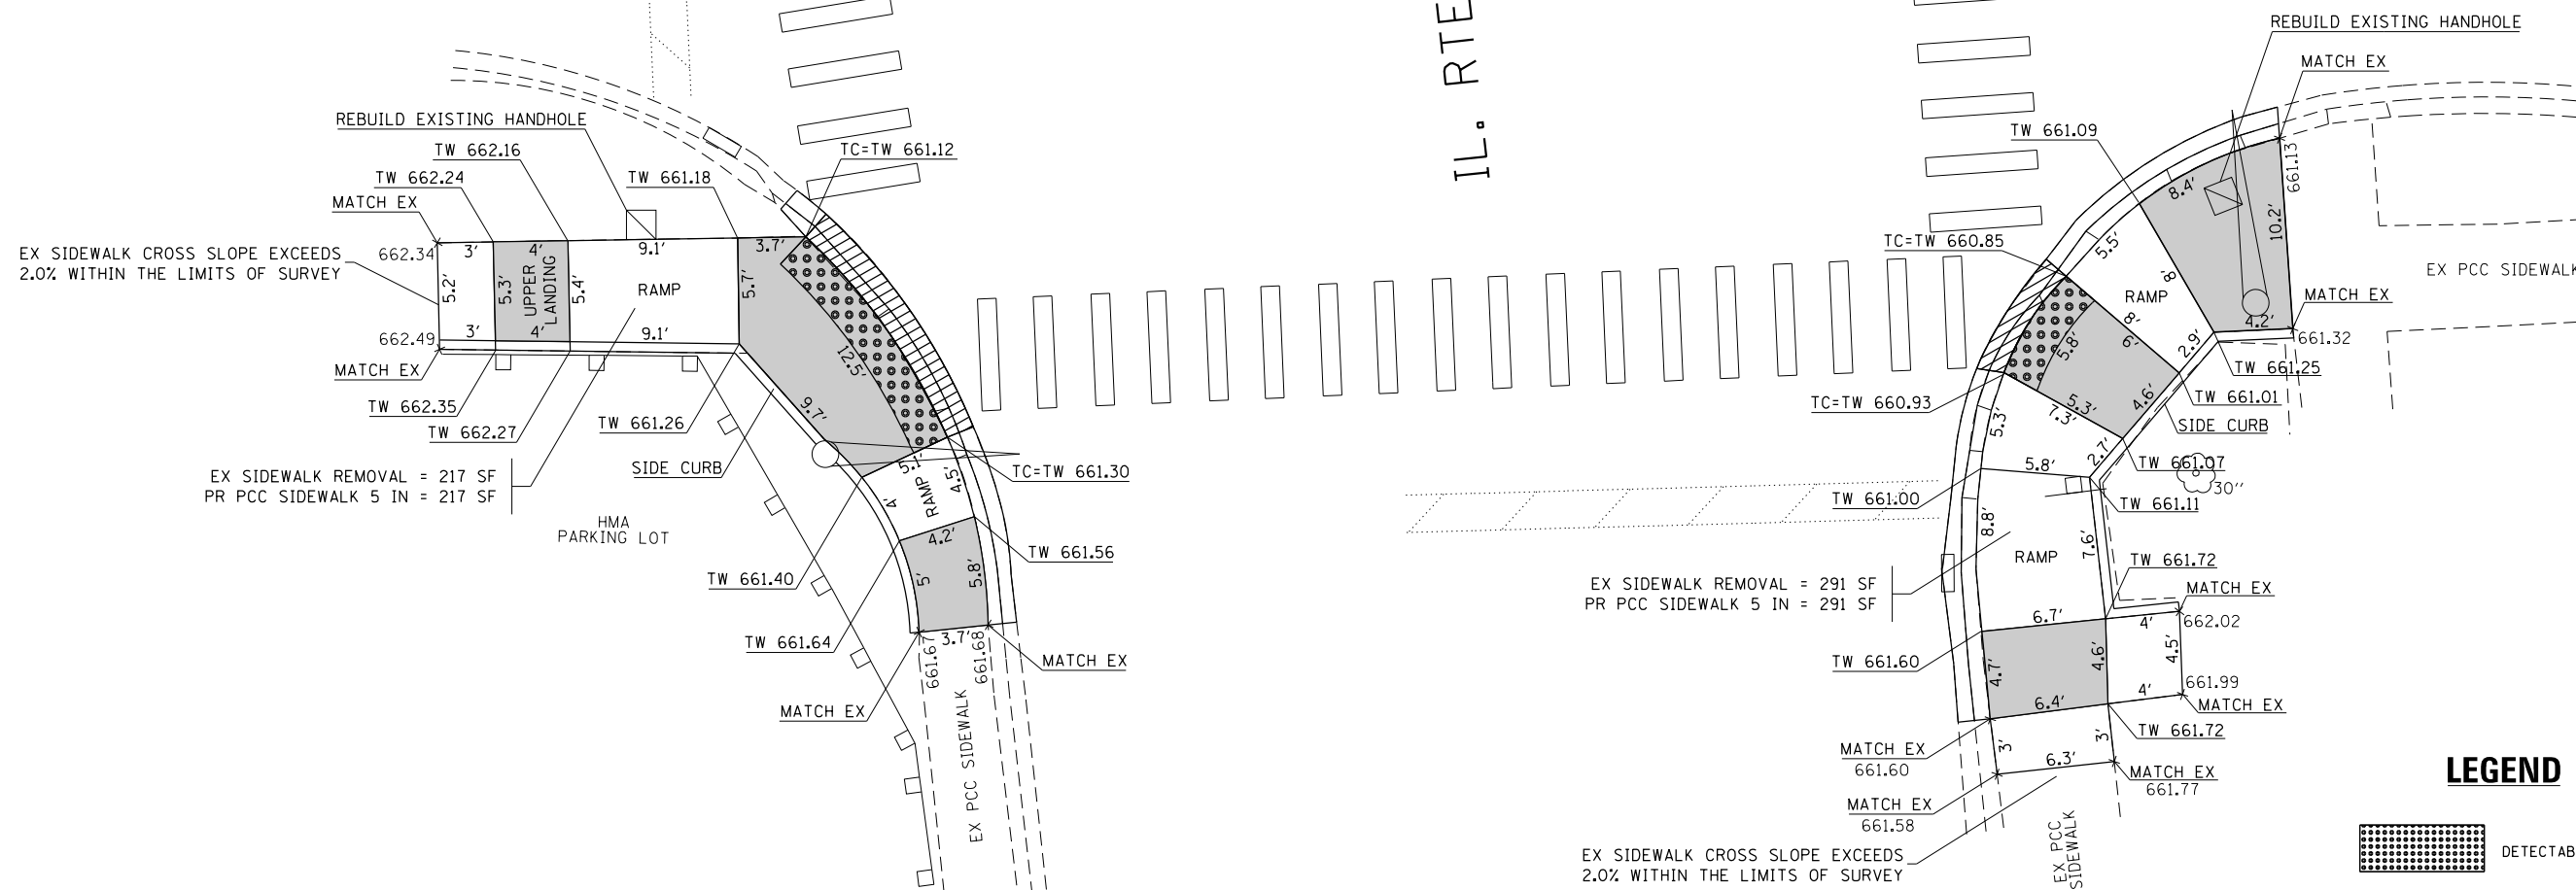 REBUILD EXISTING HANDHOLE
TW 662.16
TW 662.24
MATCH EX
662.34
EX SIDEWALK CROSS SLOPE EXCEEDS
2.0% WITHIN THE LIMITS OF SURVEY
TW 661.18
TC=TW 661.12
3'
4'
9.1'
3.7'
5.2'
5.3'
UPPER
LANDING
5.4'
RAMP
5.7'
3'
4'
9.1'
662.49
MATCH EX
TW 662.35
TW 662.27
TW 661.26
12.5'
9.7'
EX SIDEWALK REMOVAL = 217 SF
PR PCC SIDEWALK 5 IN = 217 SF
SIDE CURB
HMA
PARKING LOT
5.1'
TC=TW 661.30
4'
RAMP
4.5'
4.2'
TW 661.56
TW 661.40
5'
5.8'
TW 661.64
3.7'
661.67
661.68
MATCH EX
MATCH EX
EX PCC SIDEWALK
IL. RTE
REBUILD EXISTING HANDHOLE
MATCH EX
TW 661.09
661.13
8.4'
10.2'
TC=TW 660.85
5.5'
8'
RAMP
EX PCC SIDEWALK
MATCH EX
4.2'
661.32
8'
6'
2.9'
5.8'
TW 661.25
TW 661.01
TC=TW 660.93
5.3'
7.3'
4.6'
SIDE CURB
5.3'
2.7'
TW 661.07
30"
5.8'
TW 661.00
TW 661.11
8.8'
RAMP
7.6'
TW 661.72
MATCH EX
EX SIDEWALK REMOVAL = 291 SF
PR PCC SIDEWALK 5 IN = 291 SF
6.7'
4'
662.02
TW 661.60
4.7'
4.6'
4.5'
661.99
6.4'
4'
MATCH EX
TW 661.72
MATCH EX
661.60
3'
3'
6.3'
MATCH EX
661.77
MATCH EX
661.58
EX SIDEWALK CROSS SLOPE EXCEEDS
2.0% WITHIN THE LIMITS OF SURVEY
EX PCC
SIDEWALK
LEGEND
DETECTAB